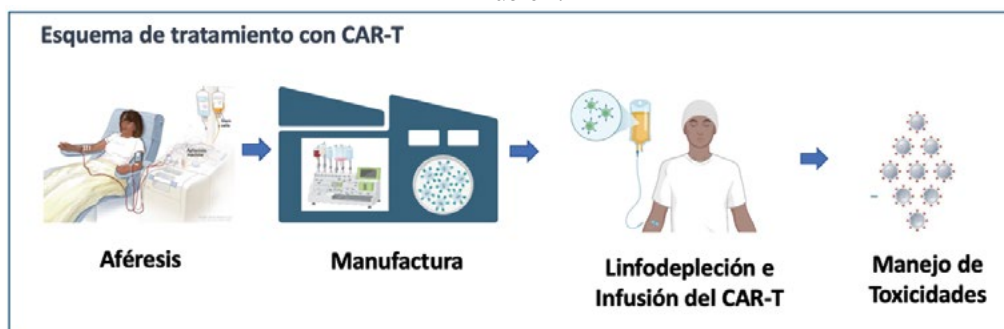 Esquema de tratamiento con CAR-T
Aféresis
Manufactura
Linfodepleción e
Infusión del CAR-T
Manejo de
Toxicidades